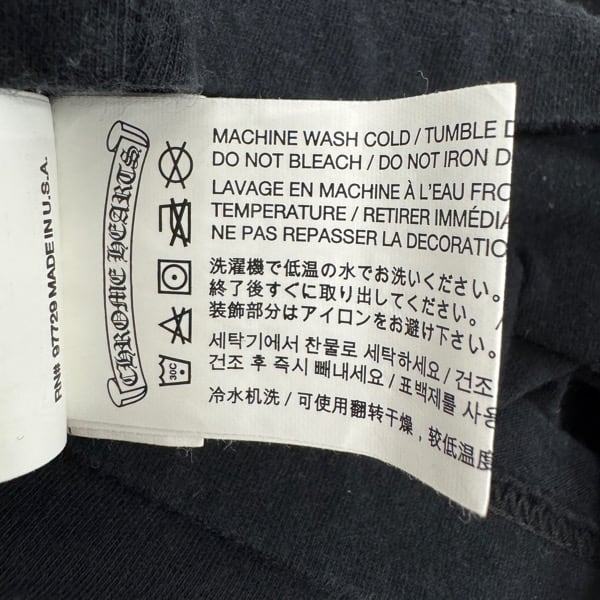 RN# 97729 MADE IN U.S.A.
CHROME HEARTS
30C
MACHINE WASH COLD / TUMBLE
DO NOT BLEACH / DO NOT IRON
LAVAGE EN MACHINE À L'EAU
TEMPERATURE / RETIRER
NE PAS REPASSER LA DECORATION
洗濯機で低温の水でお洗いください。
終了後すぐに取り出してください。 /
装飾部分はアイロンをお避け下さい。
세탁기에서 찬물로 세탁하세요 / 건조
건조 후 즉시 빼내세요 / 표백제를 사용
冷水机洗 / 可使用翻转干燥，较低温度